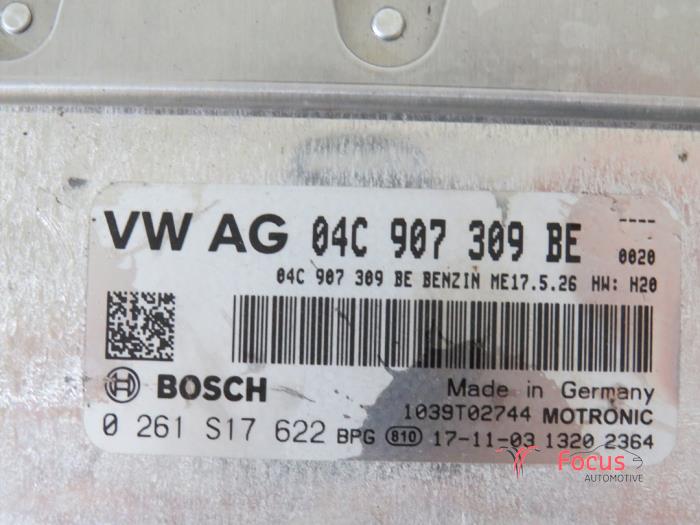 VW AG 04C 907 309 BE ----
0020
04C 907 309 BE BENZIN ME17.5.26 HW: H20
BOSCH Made in Germany
1039T02744 MOTRONIC
0 261 S17 622 BPG 810 17-11-03 1320 2364
Focus
AUTOMOTIVE